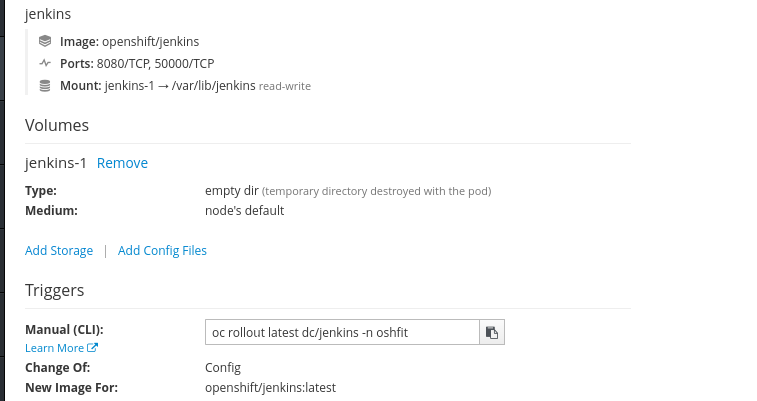 jenkins
Image: openshift/jenkins
Ports: 8080/TCP, 50000/TCP
Mount: jenkins-1 → /var/lib/jenkins read-write
Volumes
jenkins-1 Remove
Type: empty dir (temporary directory destroyed with the pod)
Medium: node's default
Add Storage | Add Config Files
Triggers
Manual (CLI): oc rollout latest dc/jenkins -n oshfit
Learn More
Change Of: Config
New Image For: openshift/jenkins:latest